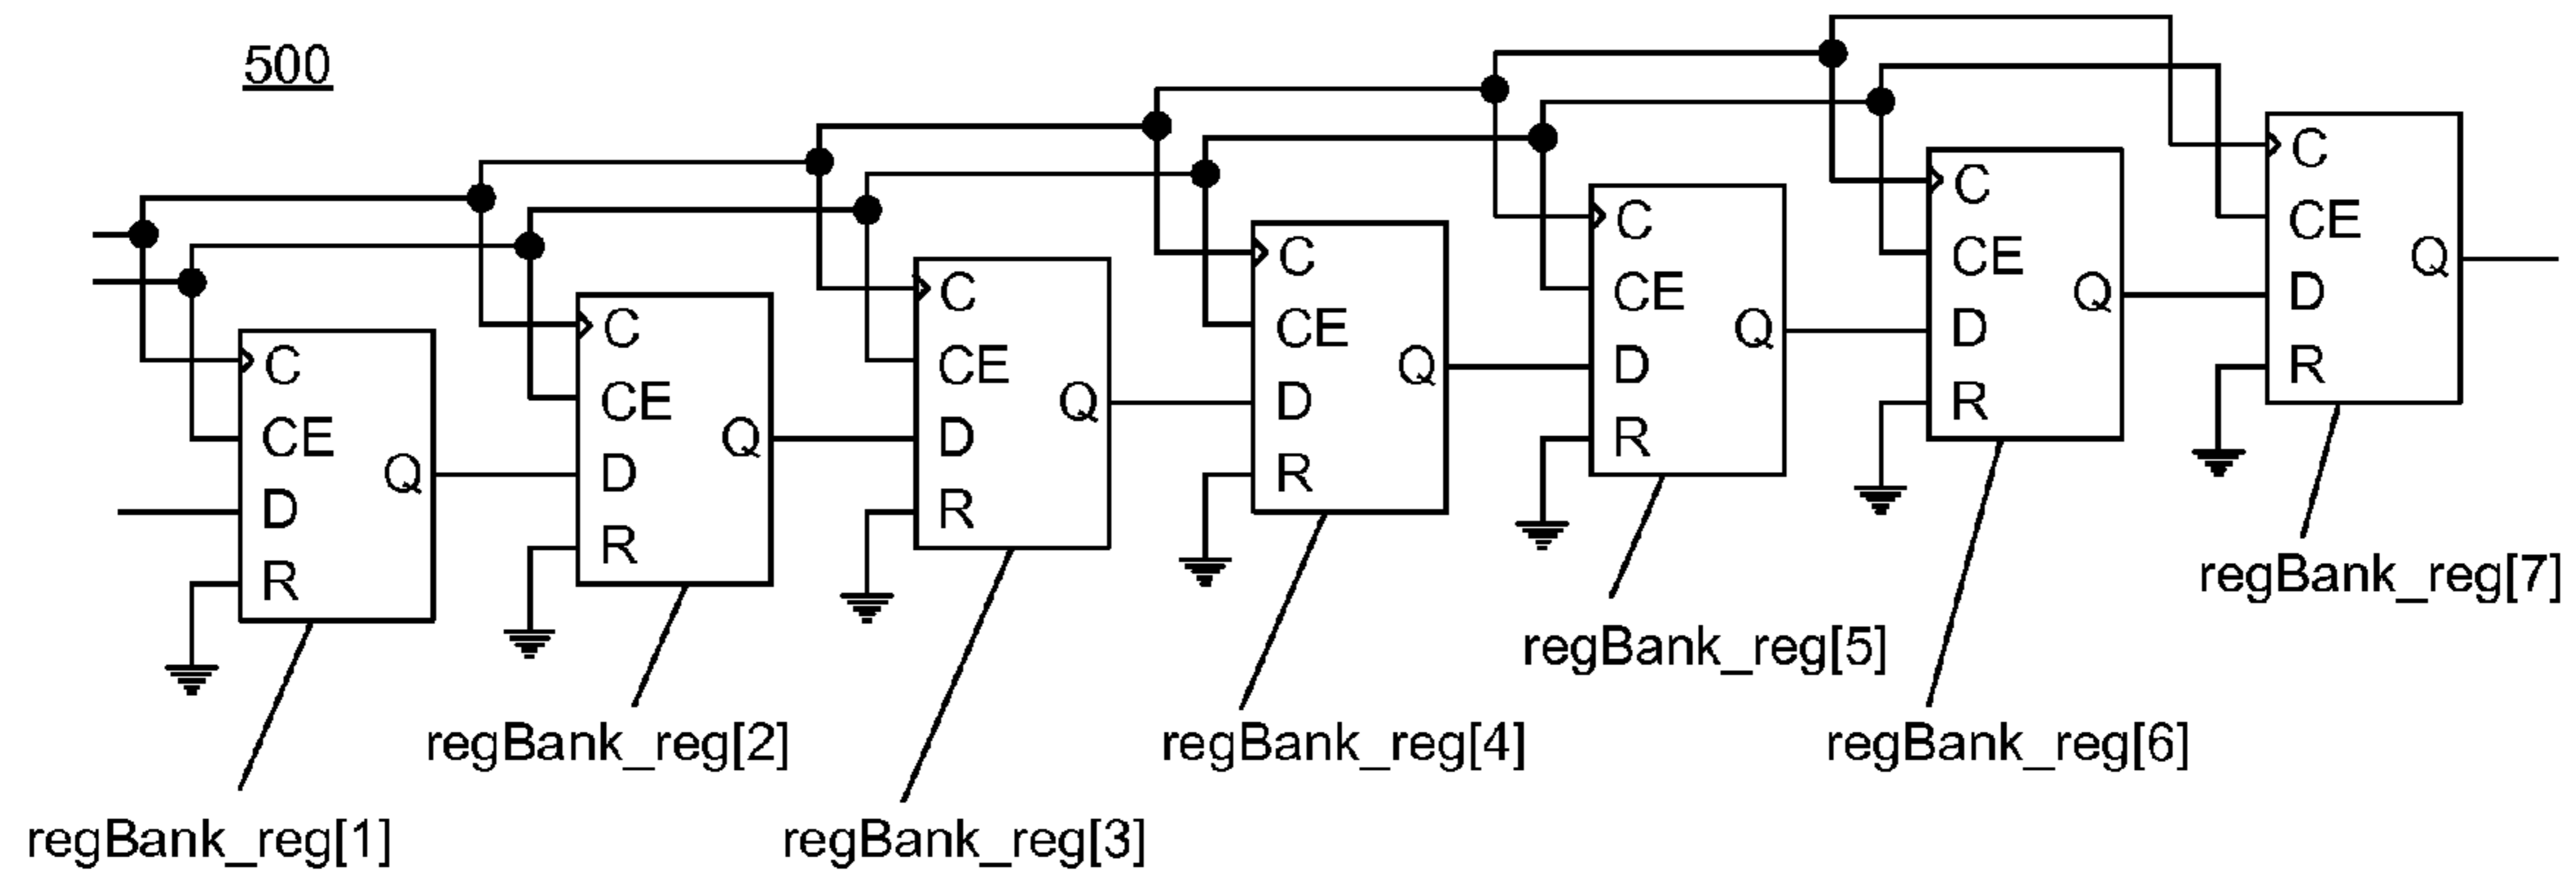 500
C
CE
D
R
Q
C
CE
D
R
Q
C
CE
D
R
Q
C
CE
D
R
Q
C
CE
D
R
Q
C
CE
D
R
Q
C
CE
D
R
Q
regBank_reg[1]
regBank_reg[2]
regBank_reg[3]
regBank_reg[4]
regBank_reg[5]
regBank_reg[6]
regBank_reg[7]